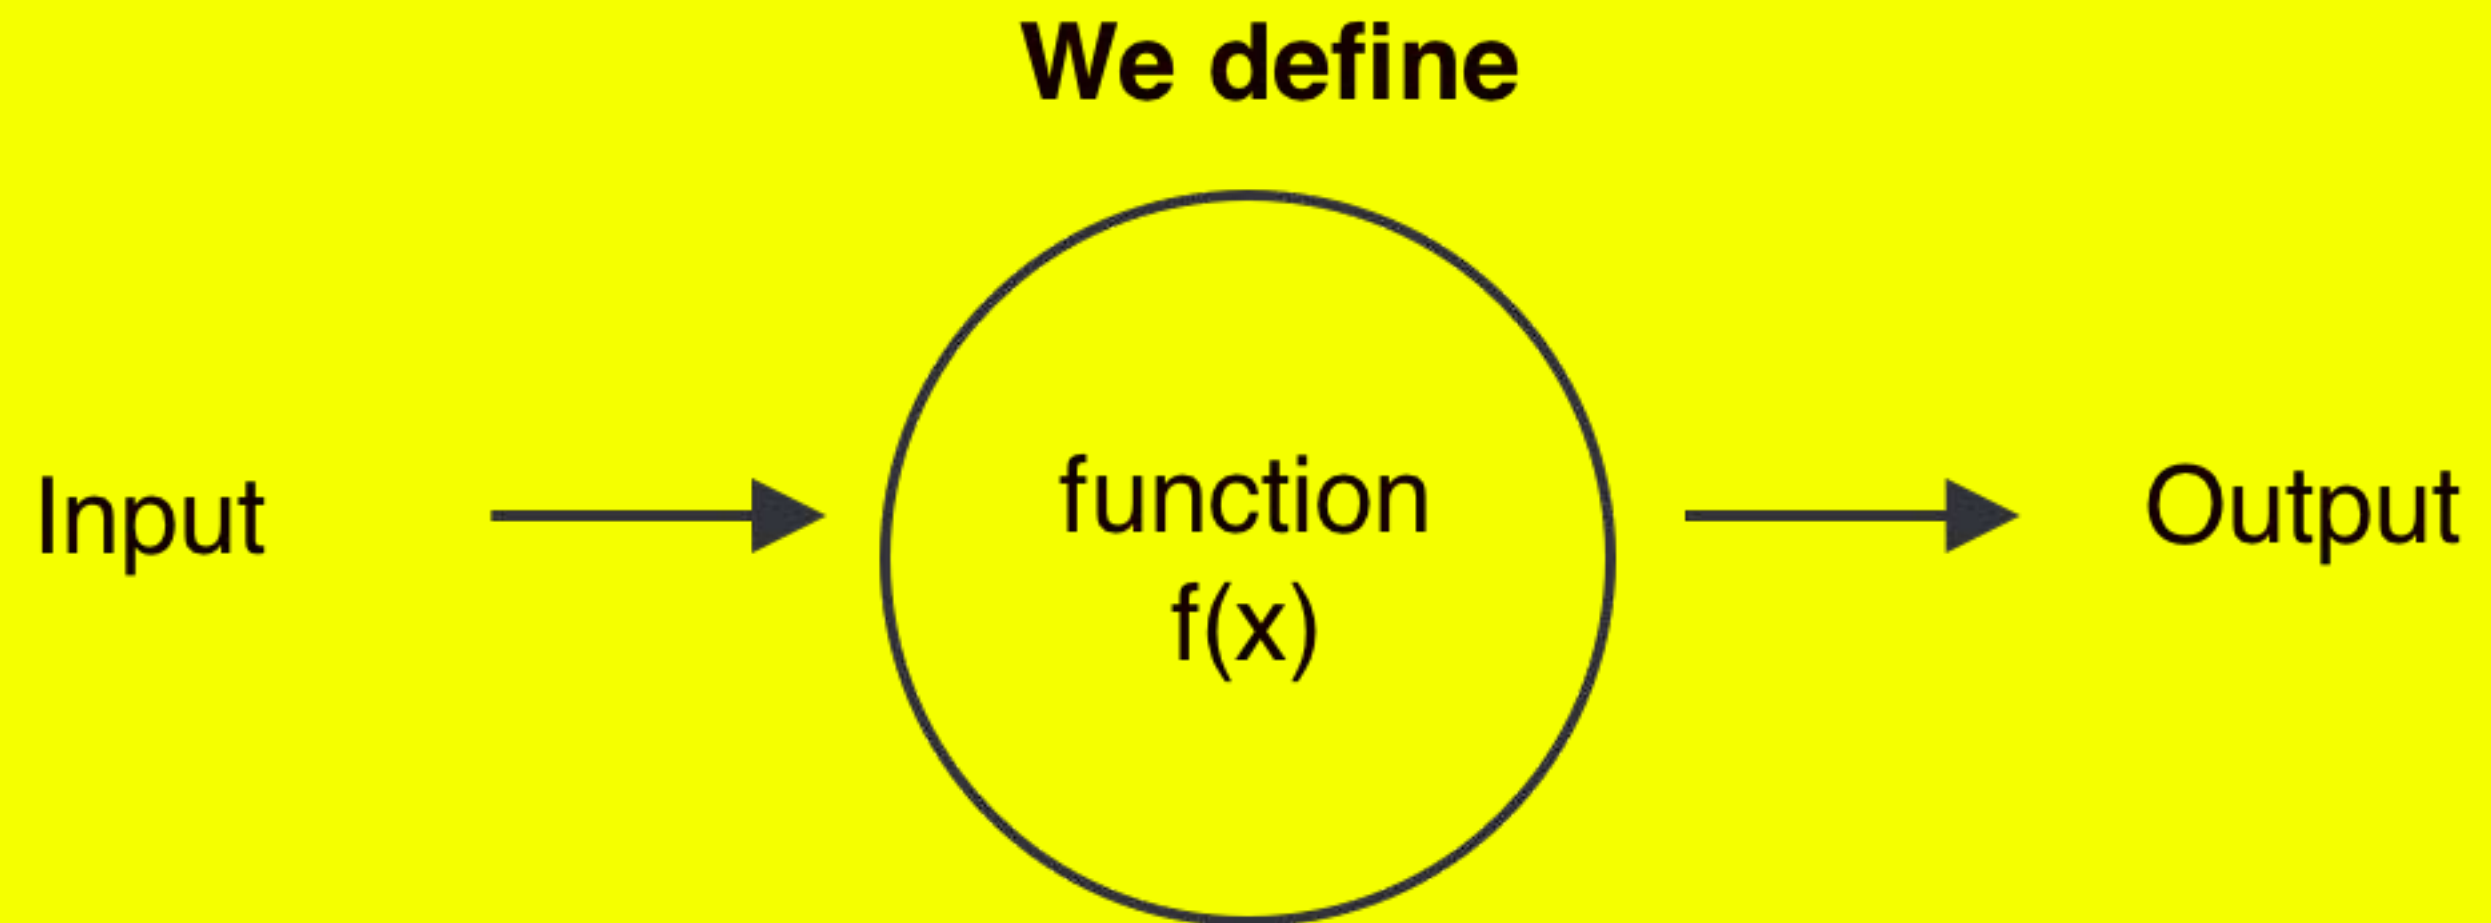 We define
Input
function
f(x)
Output